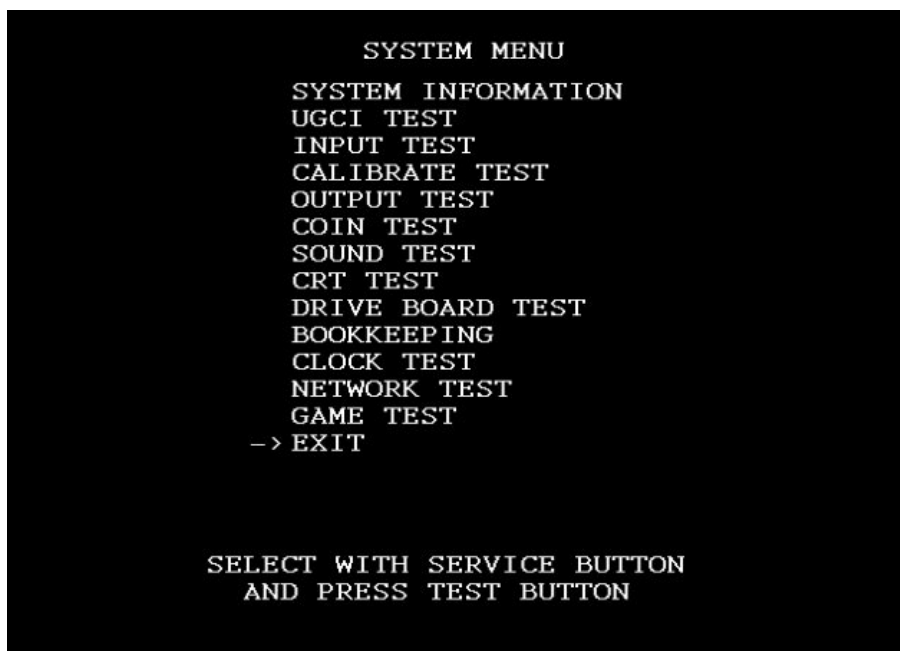 SYSTEM MENU
SYSTEM INFORMATION
UGCI TEST
INPUT TEST
CALIBRATE TEST
OUTPUT TEST
COIN TEST
SOUND TEST
CRT TEST
DRIVE BOARD TEST
BOOKKEEPING
CLOCK TEST
NETWORK TEST
GAME TEST
->EXIT
SELECT WITH SERVICE BUTTON
AND PRESS TEST BUTTON